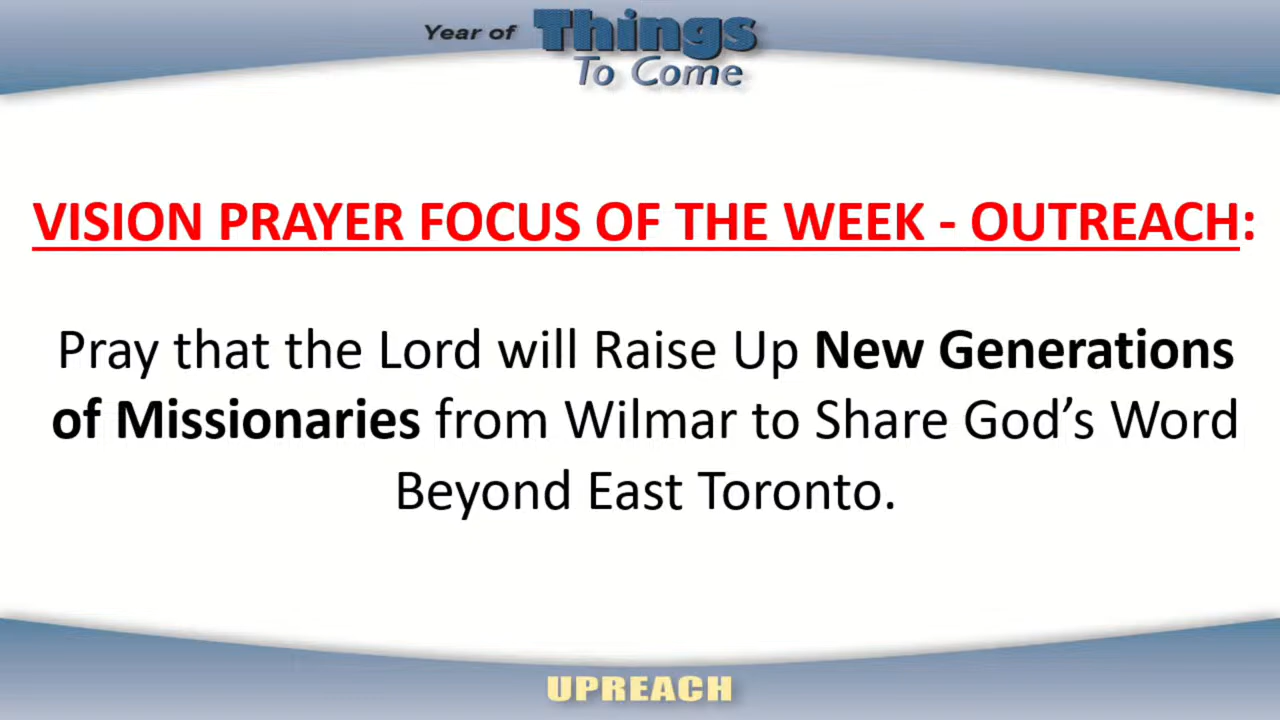 Year of Things
To Come
VISION PRAYER FOCUS OF THE WEEK - OUTREACH:
Pray that the Lord will Raise Up New Generations
of Missionaries from Wilmar to Share God’s Word
Beyond East Toronto.
UPREACH